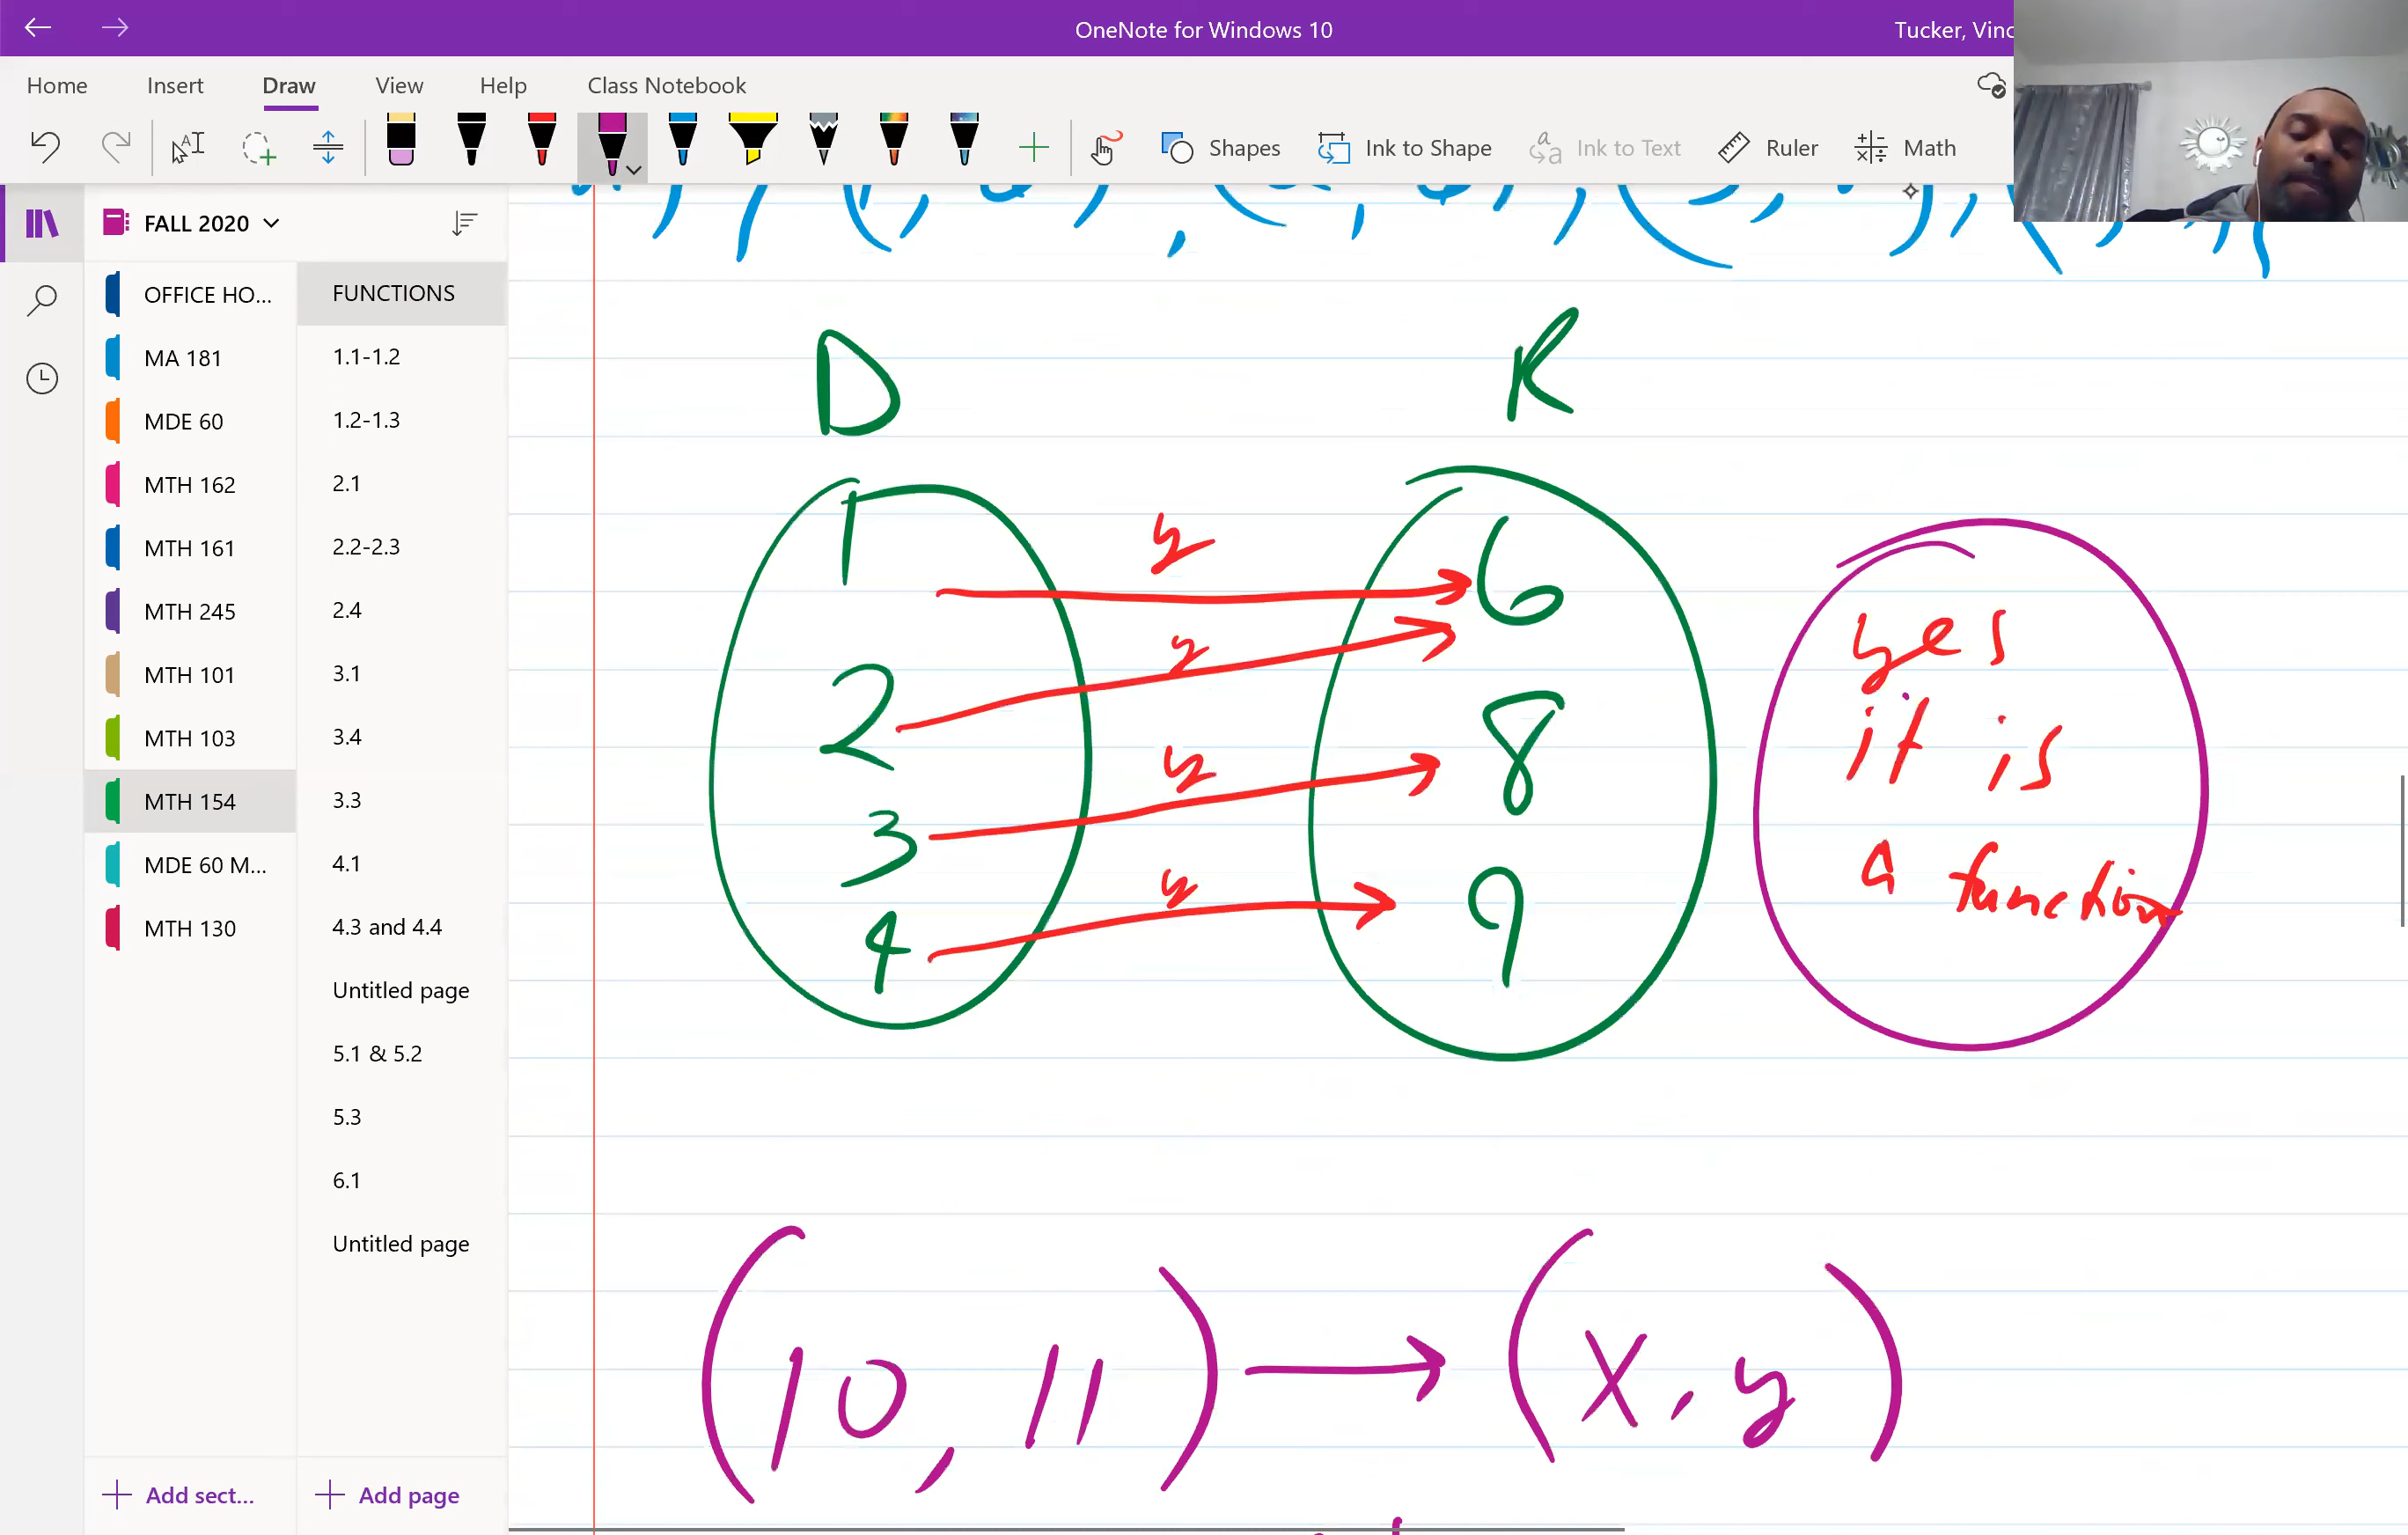 OneNote for Windows 10
Tucker, Vinc
Home Insert Draw View Help Class Notebook
Shapes Ink to Shape Ink to Text Ruler Math
FALL 2020
OFFICE HO...
MA 181
MDE 60
MTH 162
MTH 161
MTH 245
MTH 101
MTH 103
MTH 154
MDE 60 M...
MTH 130
Add sect...
FUNCTIONS
1.1-1.2
1.2-1.3
2.1
2.2-2.3
2.4
3.1
3.4
3.3
4.1
4.3 and 4.4
Untitled page
5.1 & 5.2
5.3
6.1
Untitled page
Add page
D R
1 y 6
2 y 8
3 y 9
4 y
yes
it is
a function
(10, 11) → (x, y)